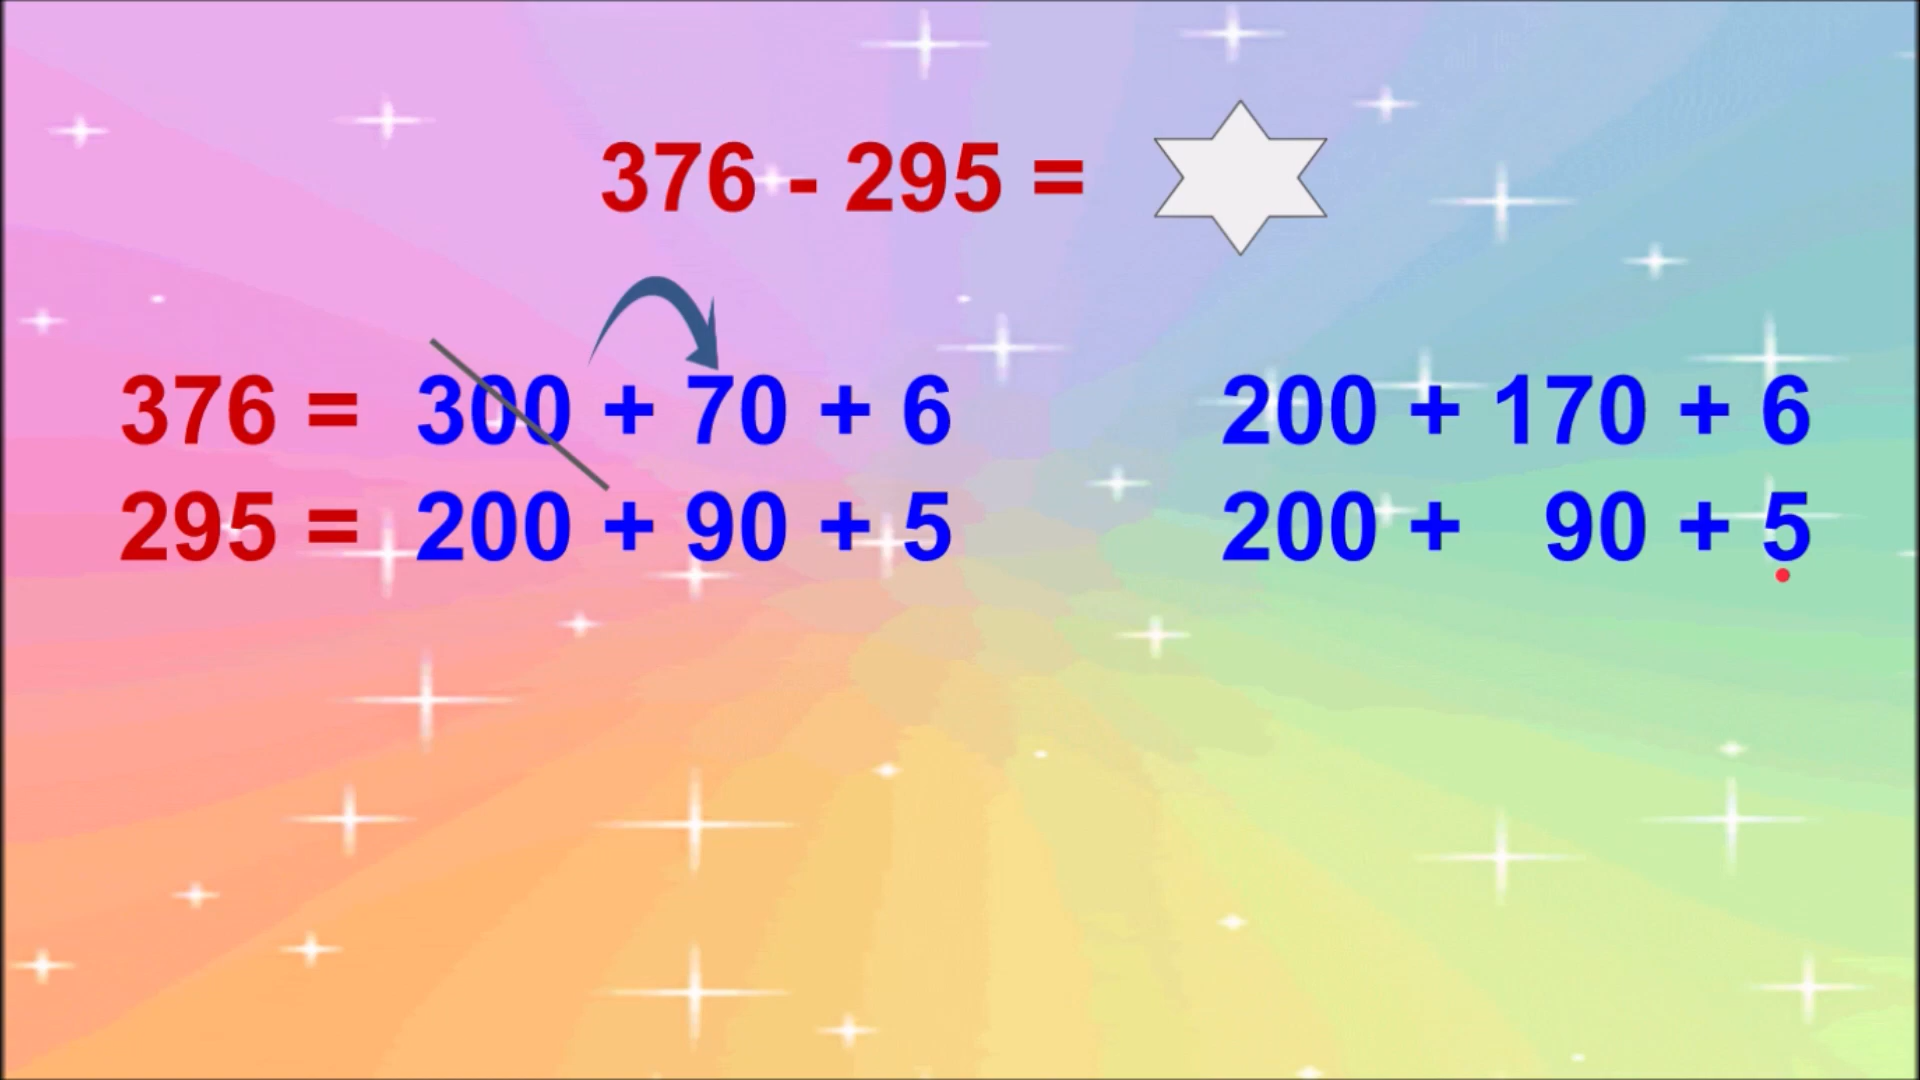 376 - 295 =
376 = 300 + 70 + 6 200 + 170 + 6
295 = 200 + 90 + 5 200 + 90 + 5